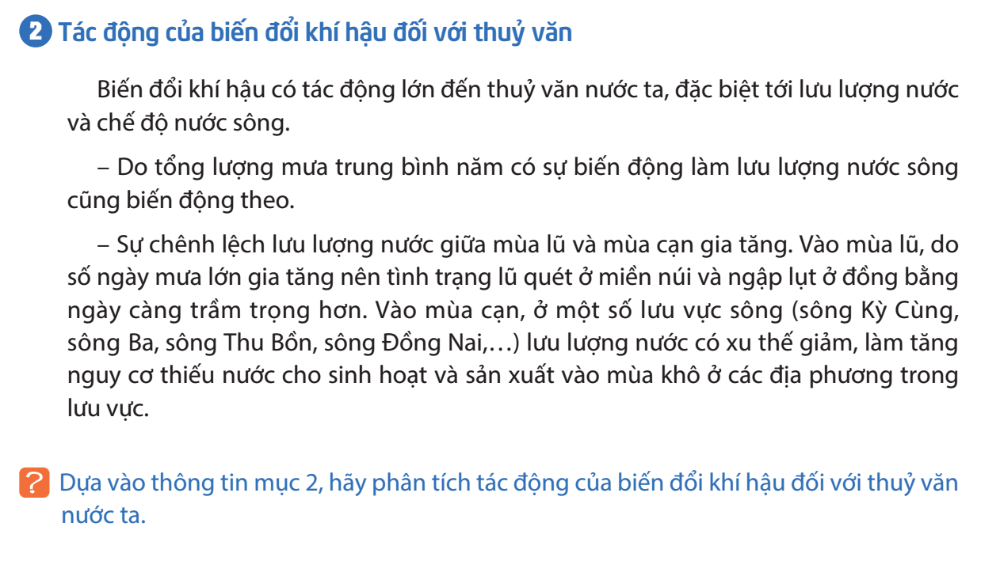 2 Tác động của biến đổi khí hậu đối với thuỷ văn
Biến đổi khí hậu có tác động lớn đến thuỷ văn nước ta, đặc biệt tới lưu lượng nước
và chế độ nước sông.
– Do tổng lượng mưa trung bình năm có sự biến động làm lưu lượng nước sông
cũng biến động theo.
– Sự chênh lệch lưu lượng nước giữa mùa lũ và mùa cạn gia tăng. Vào mùa lũ, do
số ngày mưa lớn gia tăng nên tình trạng lũ quét ở miền núi và ngập lụt ở đồng bằng
ngày càng trầm trọng hơn. Vào mùa cạn, ở một số lưu vực sông (sông Kỳ Cùng,
sông Ba, sông Thu Bồn, sông Đồng Nai,…) lưu lượng nước có xu thế giảm, làm tăng
nguy cơ thiếu nước cho sinh hoạt và sản xuất vào mùa khô ở các địa phương trong
lưu vực.
? Dựa vào thông tin mục 2, hãy phân tích tác động của biến đổi khí hậu đối với thuỷ văn
nước ta.